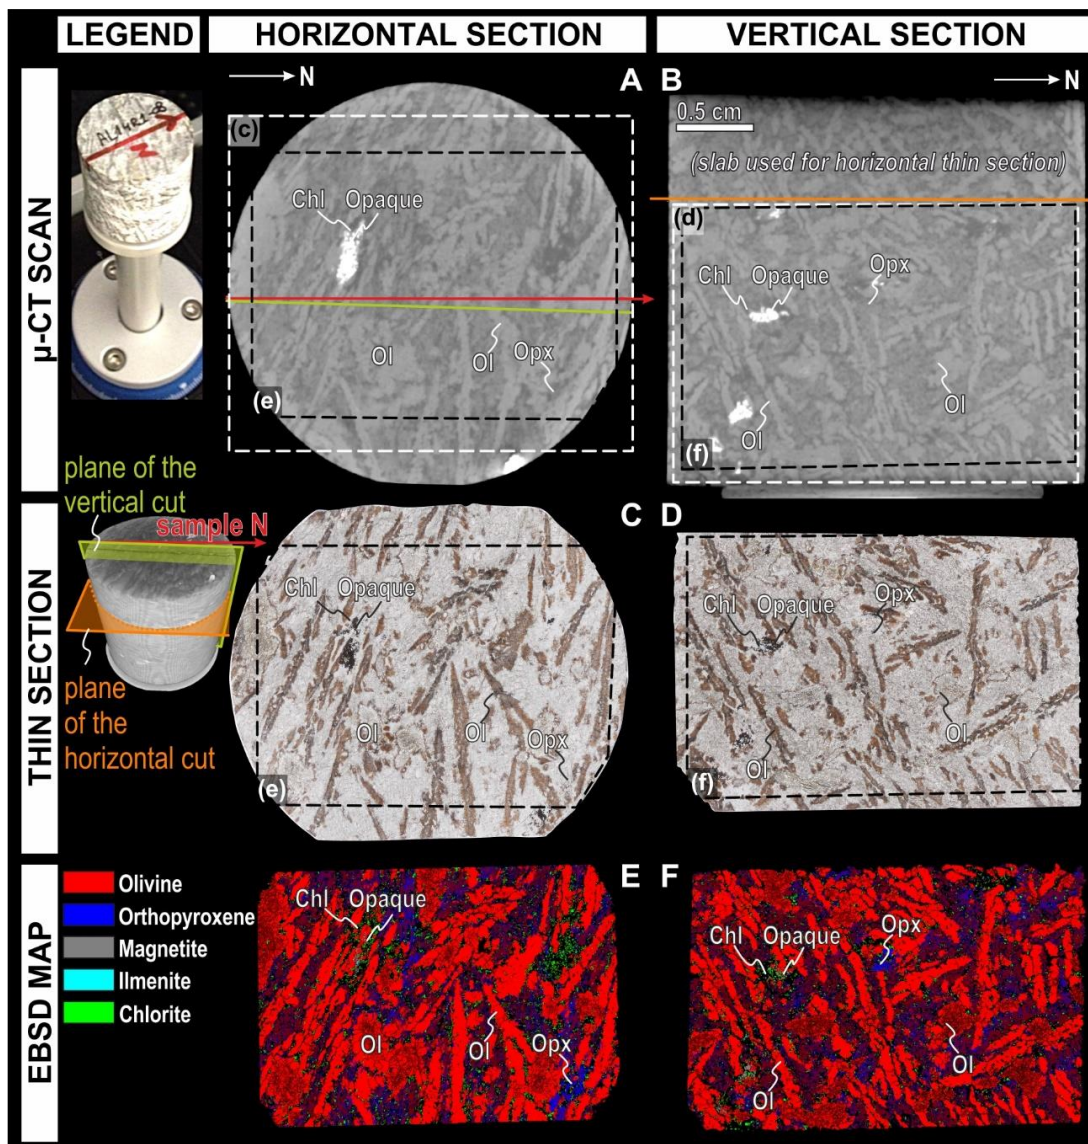 LEGEND
HORIZONTAL SECTION
VERTICAL SECTION
µ-CT SCAN
N
A
(c)
Chl Opaque
Ol
Ol
Opx
(e)
N
B
0.5 cm
(slab used for horizontal thin section)
(d)
Chl Opaque
Opx
Ol
Ol
(f)
THIN SECTION
plane of the
vertical cut
sample N
plane
of the
horizontal cut
C
Chl Opaque
Ol
Ol
Opx
(e)
D
Chl Opaque
Opx
Ol
Ol
(f)
EBSD MAP
Olivine
Orthopyroxene
Magnetite
Ilmenite
Chlorite
E
Chl Opaque
Ol
Ol
Opx
F
Chl Opaque
Opx
Ol
Ol